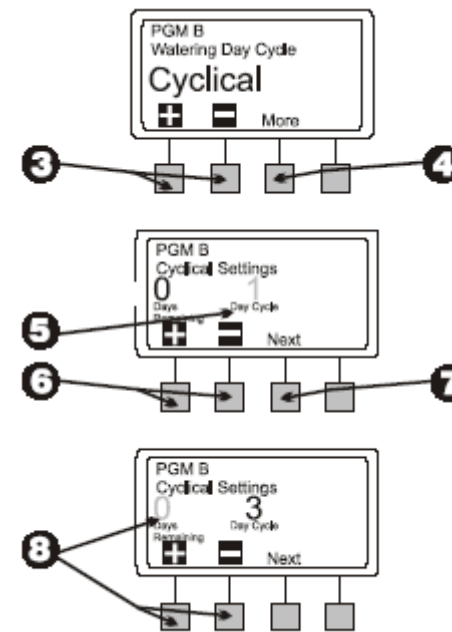 PGM B
Watering Day Cycle
Cyclical
+ - More
3 4
PGM B
Cyclical Settings
0 1
Days Remaining Day Cycle
5
+ - Next
6 7
PGM B
Cyclical Settings
0 3
Days Remaining Day Cycle
8
+ - Next